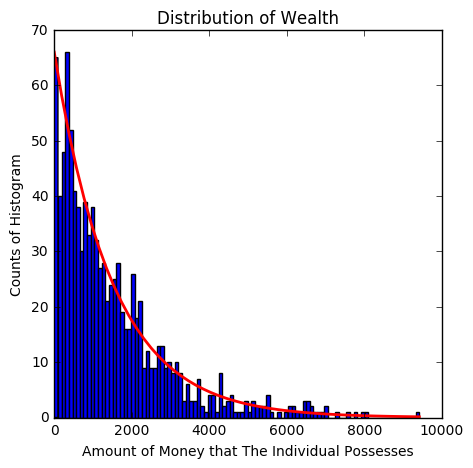 Distribution of Wealth
70
60
50
40
30
20
10
0
Counts of Histogram
0 2000 4000 6000 8000 10000
Amount of Money that The Individual Possesses